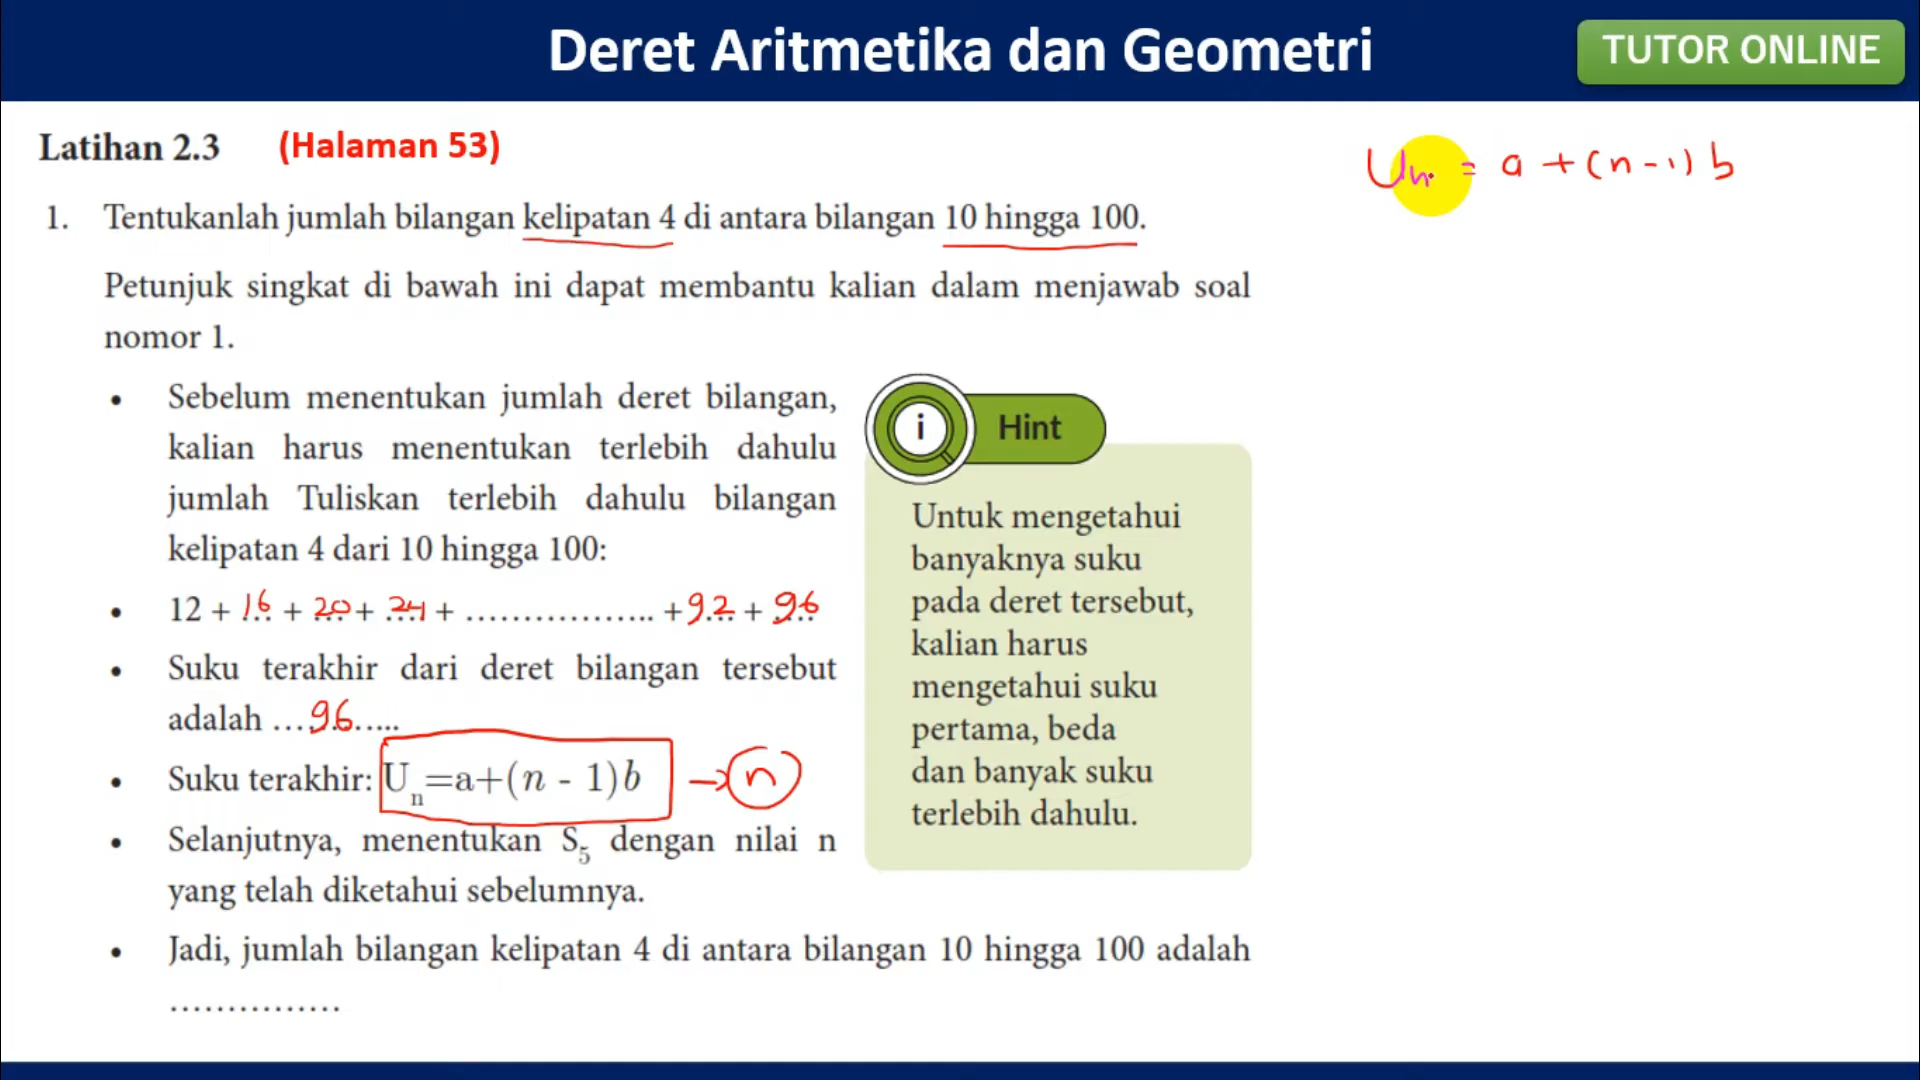 Deret Aritmetika dan Geometri
TUTOR ONLINE
Latihan 2.3 (Halaman 53)
Un = a + (n - 1) b
1. Tentukanlah jumlah bilangan kelipatan 4 di antara bilangan 10 hingga 100.
Petunjuk singkat di bawah ini dapat membantu kalian dalam menjawab soal
nomor 1.
• Sebelum menentukan jumlah deret bilangan,
kalian harus menentukan terlebih dahulu
jumlah Tuliskan terlebih dahulu bilangan
kelipatan 4 dari 10 hingga 100:
• 12 + 16 + 20 + 24 + .................. + 92 + 96
• Suku terakhir dari deret bilangan tersebut
adalah ...96.....
• Suku terakhir: Un=a+(n - 1)b → n
• Selanjutnya, menentukan S5 dengan nilai n
yang telah diketahui sebelumnya.
• Jadi, jumlah bilangan kelipatan 4 di antara bilangan 10 hingga 100 adalah
...............
i Hint
Untuk mengetahui
banyaknya suku
pada deret tersebut,
kalian harus
mengetahui suku
pertama, beda
dan banyak suku
terlebih dahulu.